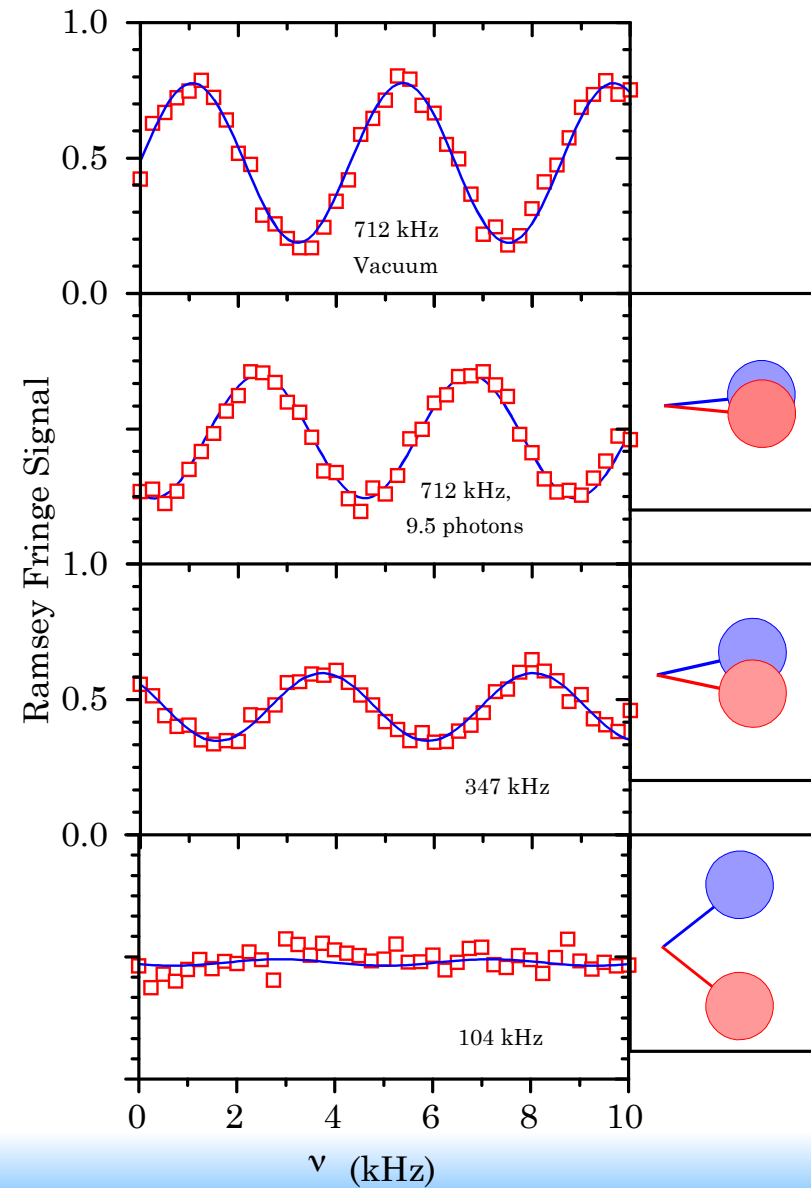 1.0
0.5
712 kHz
Vacuum
0.0
Ramsey Fringe Signal
712 kHz,
9.5 photons
1.0
0.5
347 kHz
0.0
104 kHz
0 2 4 6 8 10
ν (kHz)